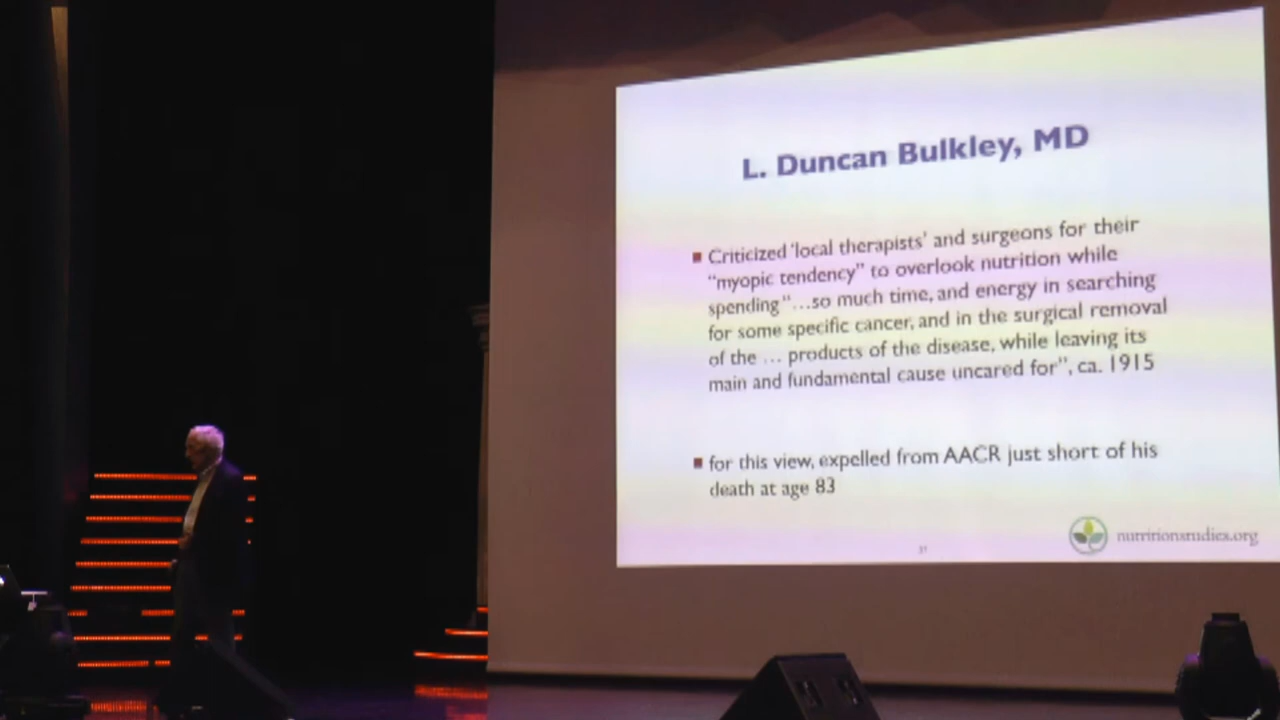 L. Duncan Bulkley, MD
Criticized 'local therapists' and surgeons for their
"myopic tendency" to overlook nutrition while
spending "…so much time, and energy in searching
for some specific cancer, and in the surgical removal
of the … products of the disease, while leaving its
main and fundamental cause uncared for", ca. 1915
for this view, expelled from AACR just short of his
death at age 83
nutritionstudies.org